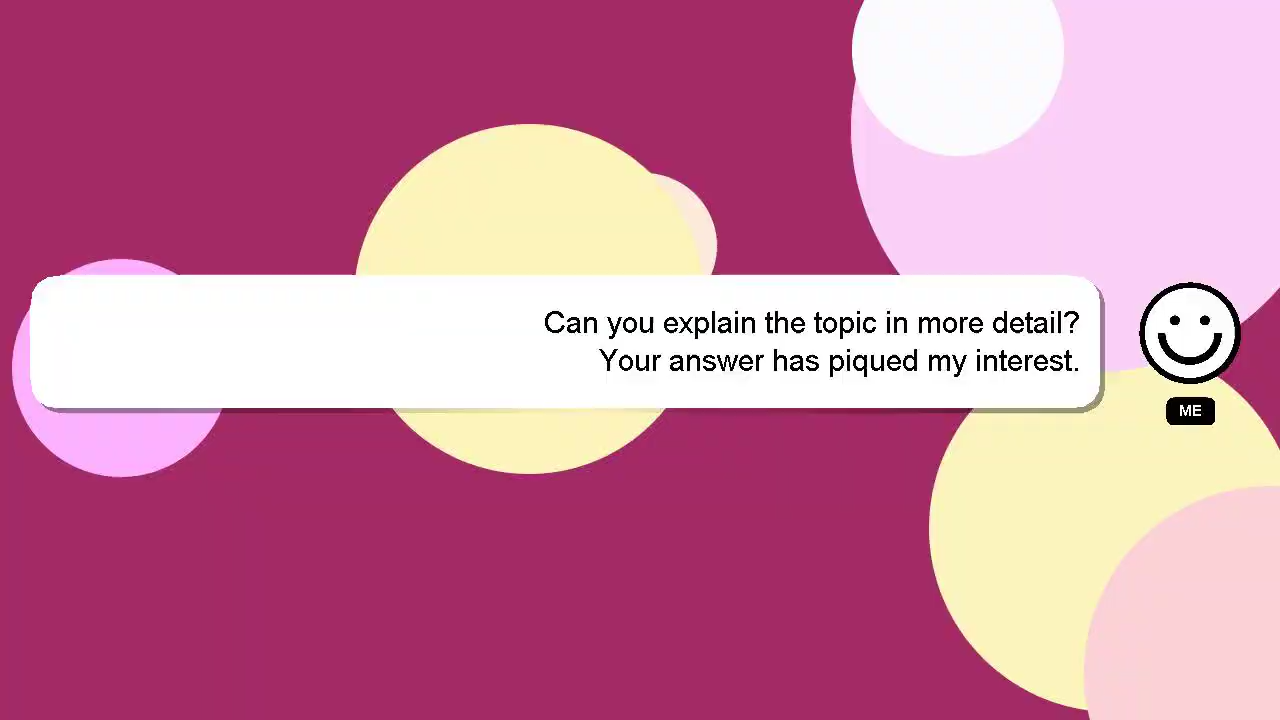 Can you explain the topic in more detail?
Your answer has piqued my interest.
ME